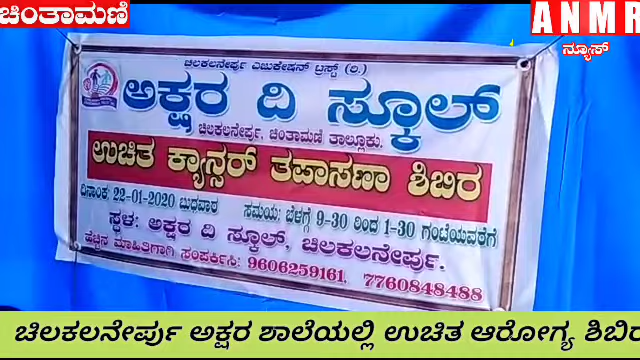 ಚಿಂತಾಮಣಿ
ANMR
ನ್ಯೂಸ್
ಚಿಲಕಲನೇರ್ಪು ಎಜುಕೇಷನ್ ಟ್ರಸ್ಟ್ (ರಿ.)
ಅಕ್ಷರ ದಿ ಸ್ಕೂಲ್
ಚಿಲಕಲನೇರ್ಪು, ಚಿಂತಾಮಣಿ ತಾಲ್ಲೂಕು.
ಉಚಿತ ಕ್ಯಾನ್ಸರ್ ತಪಾಸಣಾ ಶಿಬಿರ
ದಿನಾಂಕ: 22-01-2020 ಬುಧವಾರ ಸಮಯ: ಬೆಳಗ್ಗೆ 9-30 ರಿಂದ 1-30 ಗಂಟೆಯವರೆಗೆ
ಸ್ಥಳ: ಅಕ್ಷರ ದಿ ಸ್ಕೂಲ್, ಚಿಲಕಲನೇರ್ಪು.
ಹೆಚ್ಚಿನ ಮಾಹಿತಿಗಾಗಿ ಸಂಪರ್ಕಿಸಿ: 9606259161, 7760848488
ಚಿಲಕಲನೇರ್ಪು ಅಕ್ಷರ ಶಾಲೆಯಲ್ಲಿ ಉಚಿತ ಆರೋಗ್ಯ ಶಿಬಿರ